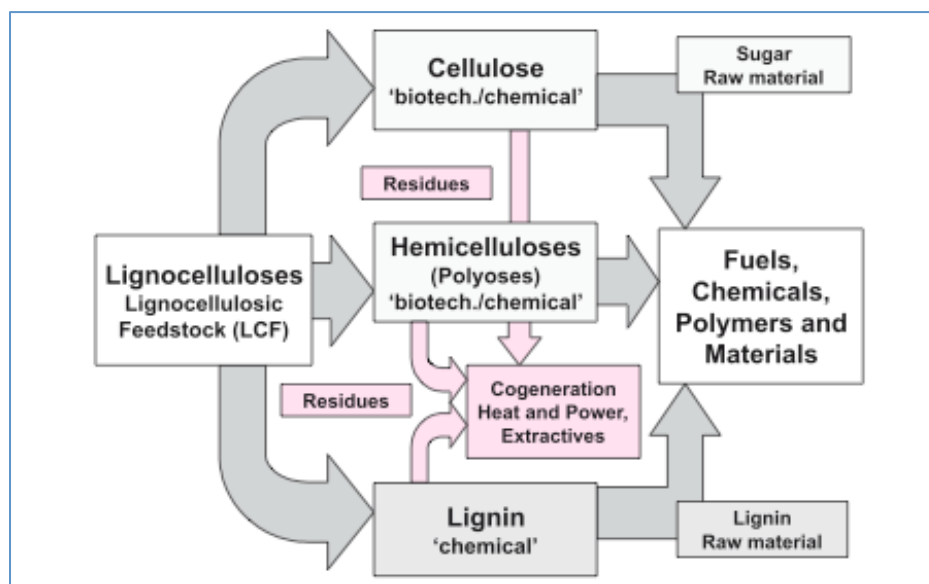 Cellulose
'biotech./chemical'
Sugar
Raw material
Residues
Lignocelluloses
Lignocellulosic
Feedstock (LCF)
Hemicelluloses
(Polyoses)
'biotech./chemical'
Fuels,
Chemicals,
Polymers and
Materials
Residues
Cogeneration
Heat and Power,
Extractives
Lignin
'chemical'
Lignin
Raw material